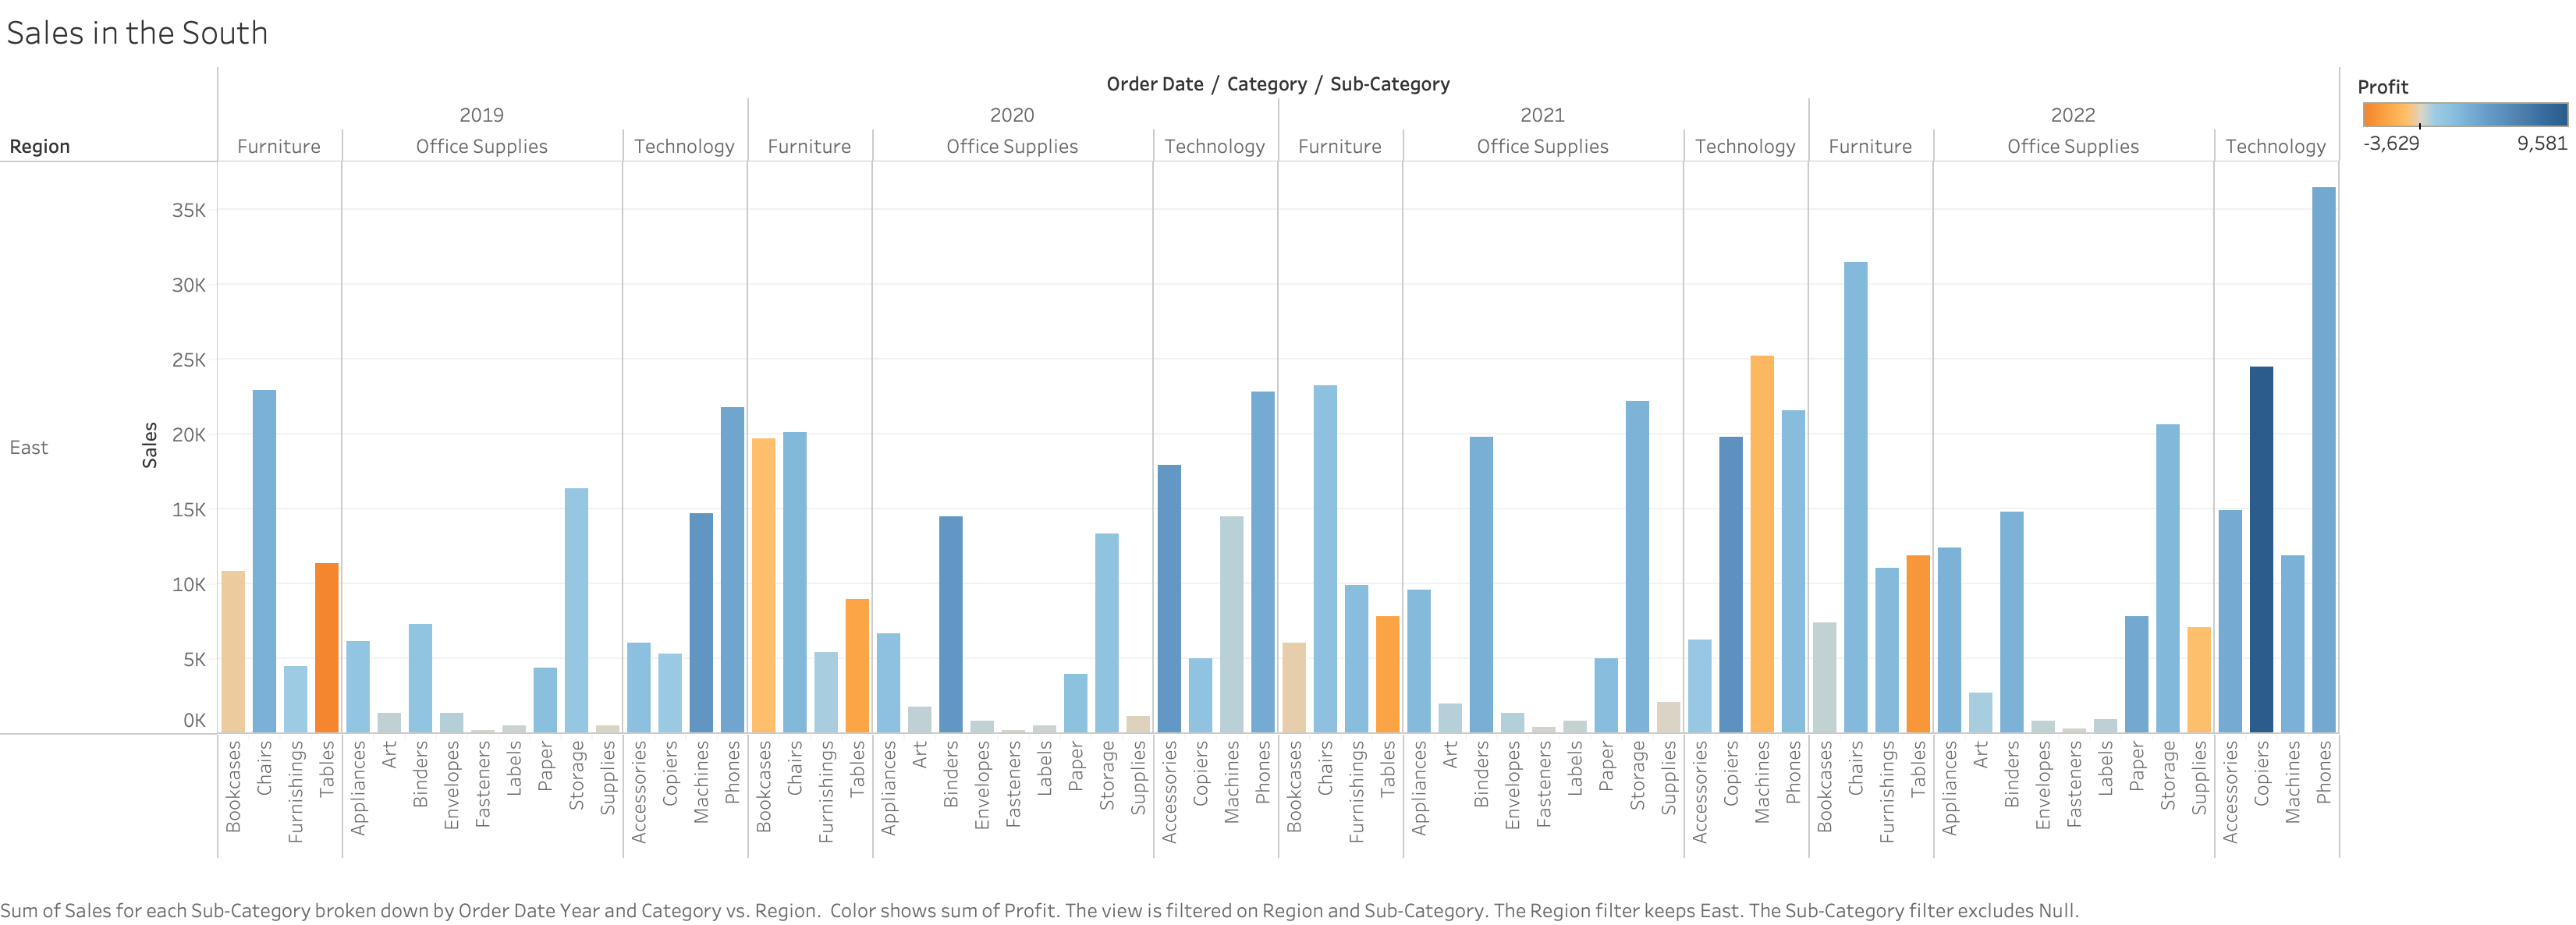 Sales in the South
Order Date / Category / Sub-Category
Profit
2019 2020 2021 2022
Region Furniture Office Supplies Technology Furniture Office Supplies Technology Furniture Office Supplies Technology Furniture Office Supplies Technology
-3,629 9,581
35K
30K
25K
20K
East
Sales
15K
10K
5K
0K
Bookcases Chairs Furnishings Tables Appliances Art Binders Envelopes Fasteners Labels Paper Storage Supplies Accessories Copiers Machines Phones Bookcases Chairs Furnishings Tables Appliances Art Binders Envelopes Fasteners Labels Paper Storage Supplies Accessories Copiers Machines Phones Bookcases Chairs Furnishings Tables Appliances Art Binders Envelopes Fasteners Labels Paper Storage Supplies Accessories Copiers Machines Phones Bookcases Chairs Furnishings Tables Appliances Art Binders Envelopes Fasteners Labels Paper Storage Supplies Accessories Copiers Machines Phones
Sum of Sales for each Sub-Category broken down by Order Date Year and Category vs. Region.  Color shows sum of Profit. The view is filtered on Region and Sub-Category. The Region filter keeps East. The Sub-Category filter excludes Null.